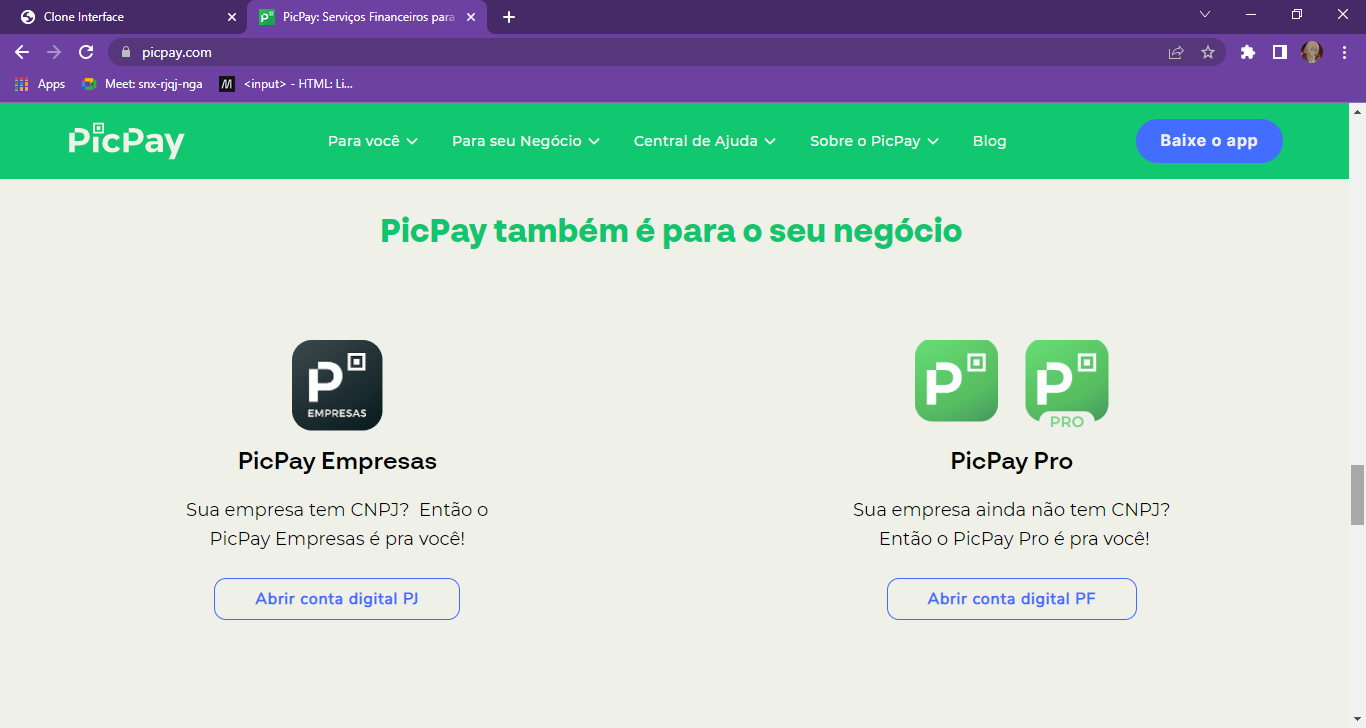 Clone Interface
PicPay: Serviços Financeiros para
picpay.com
Apps
Meet: snx-rjqj-nga
<input> - HTML: Li...
PicPay
Para você
Para seu Negócio
Central de Ajuda
Sobre o PicPay
Blog
Baixe o app
PicPay também é para o seu negócio
P
EMPRESAS
PicPay Empresas
Sua empresa tem CNPJ?  Então o
PicPay Empresas é pra você!
Abrir conta digital PJ
P
P
PRO
PicPay Pro
Sua empresa ainda não tem CNPJ?
Então o PicPay Pro é pra você!
Abrir conta digital PF